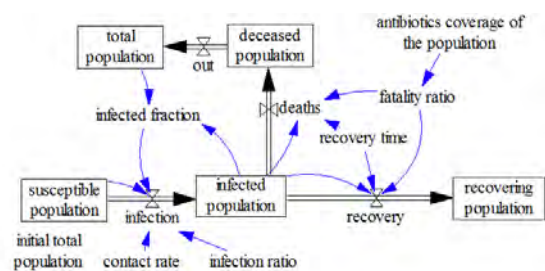 antibiotics coverage of
the population
total
population
deceased
population
out
deaths
fatality ratio
infected fraction
recovery time
susceptible
population
infected
population
recovering
population
infection
recovery
initial total
population
contact rate
infection ratio